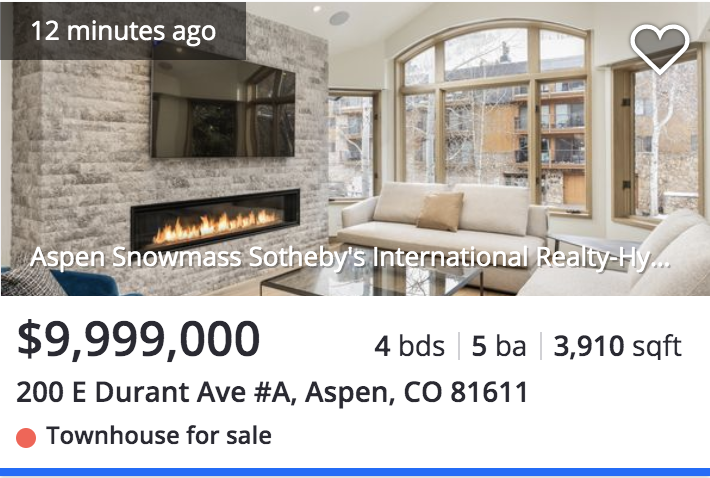 12 minutes ago
Aspen Snowmass Sotheby's International Realty-Hy...
$9,999,000 4 bds 5 ba 3,910 sqft
200 E Durant Ave #A, Aspen, CO 81611
Townhouse for sale